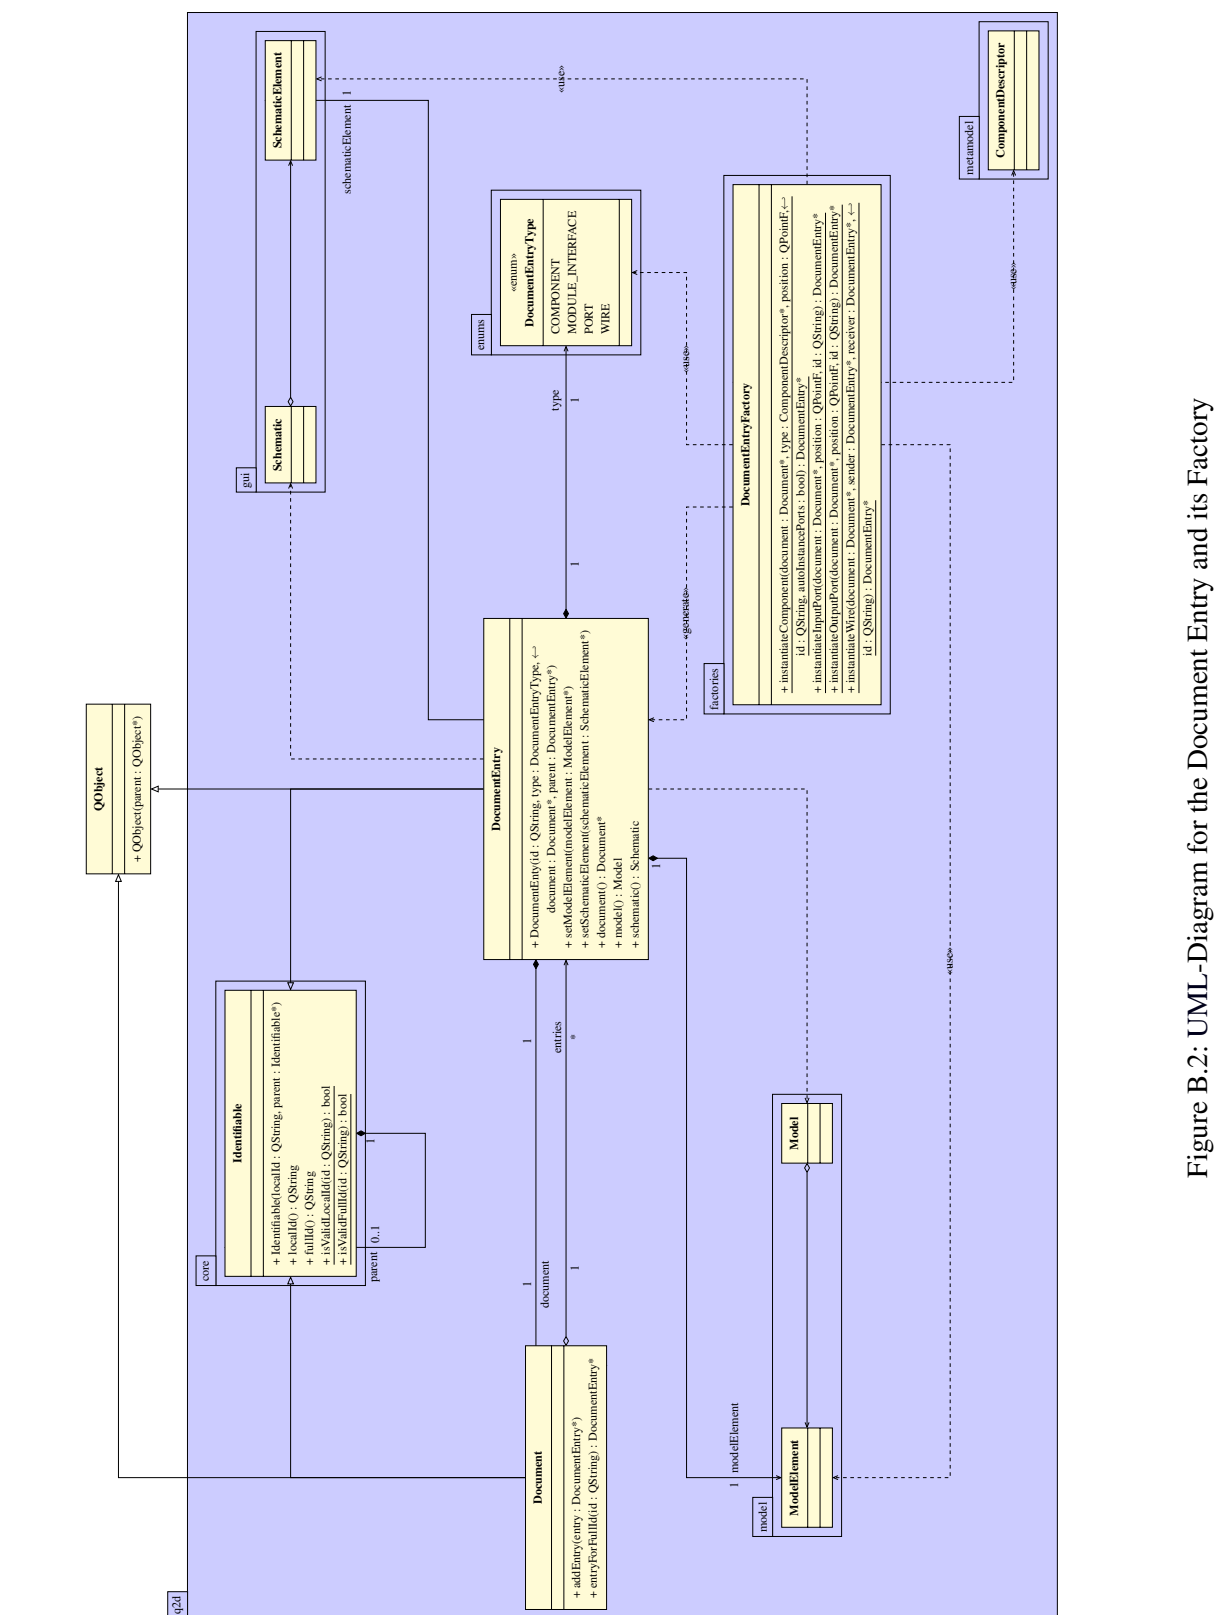 q2d
QObject
+ QObject(parent : QObject*)
core
Identifiable
+ Identifiable(localId : QString, parent : Identifiable*)
+ localId() : QString
+ fullId() : QString
+ isValidLocalId(id : QString) : bool
+ isValidFullId(id : QString) : bool
parent
0..1
1
gui
Schematic
SchematicElement
schematicElement
1
«use»
Document
+ addEntry(entry : DocumentEntry*)
+ entryForFullId(id : QString) : DocumentEntry*
1
document
1
entries
*
1
DocumentEntry
+ DocumentEnty(id : QString, type : DocumentEntryType, ↩
document : Document*, parent : DocumentEntry*)
+ setModelElement(modelElement : ModelElement*)
+ setSchematicElement(schematicElement : SchematicElement*)
+ document() : Document*
+ model() : Model
+ schematic() : Schematic
1
type
1
enums
«enum»
DocumentEntryType
COMPONENT
MODULE_INTERFACE
PORT
WIRE
1
1
modelElement
model
ModelElement
Model
«generate»
«use»
factories
DocumentEntryFactory
+ instantiateComponent(document : Document*, type : ComponentDescriptor*, position : QPointF,↩
id : QString, autoInstancePorts : bool) : DocumentEntry*
+ instantiateInputPort(document : Document*, position : QPointF, id : QString) : DocumentEntry*
+ instantiateOutputPort(document : Document*, position : QPointF, id : QString) : DocumentEntry*
+ instantiateWire(document : Document*, sender : DocumentEntry*, receiver : DocumentEntry*, ↩
id : QString) : DocumentEntry*
«use»
«use»
metamodel
ComponentDescriptor
Figure B.2: UML-Diagram for the Document Entry and its Factory